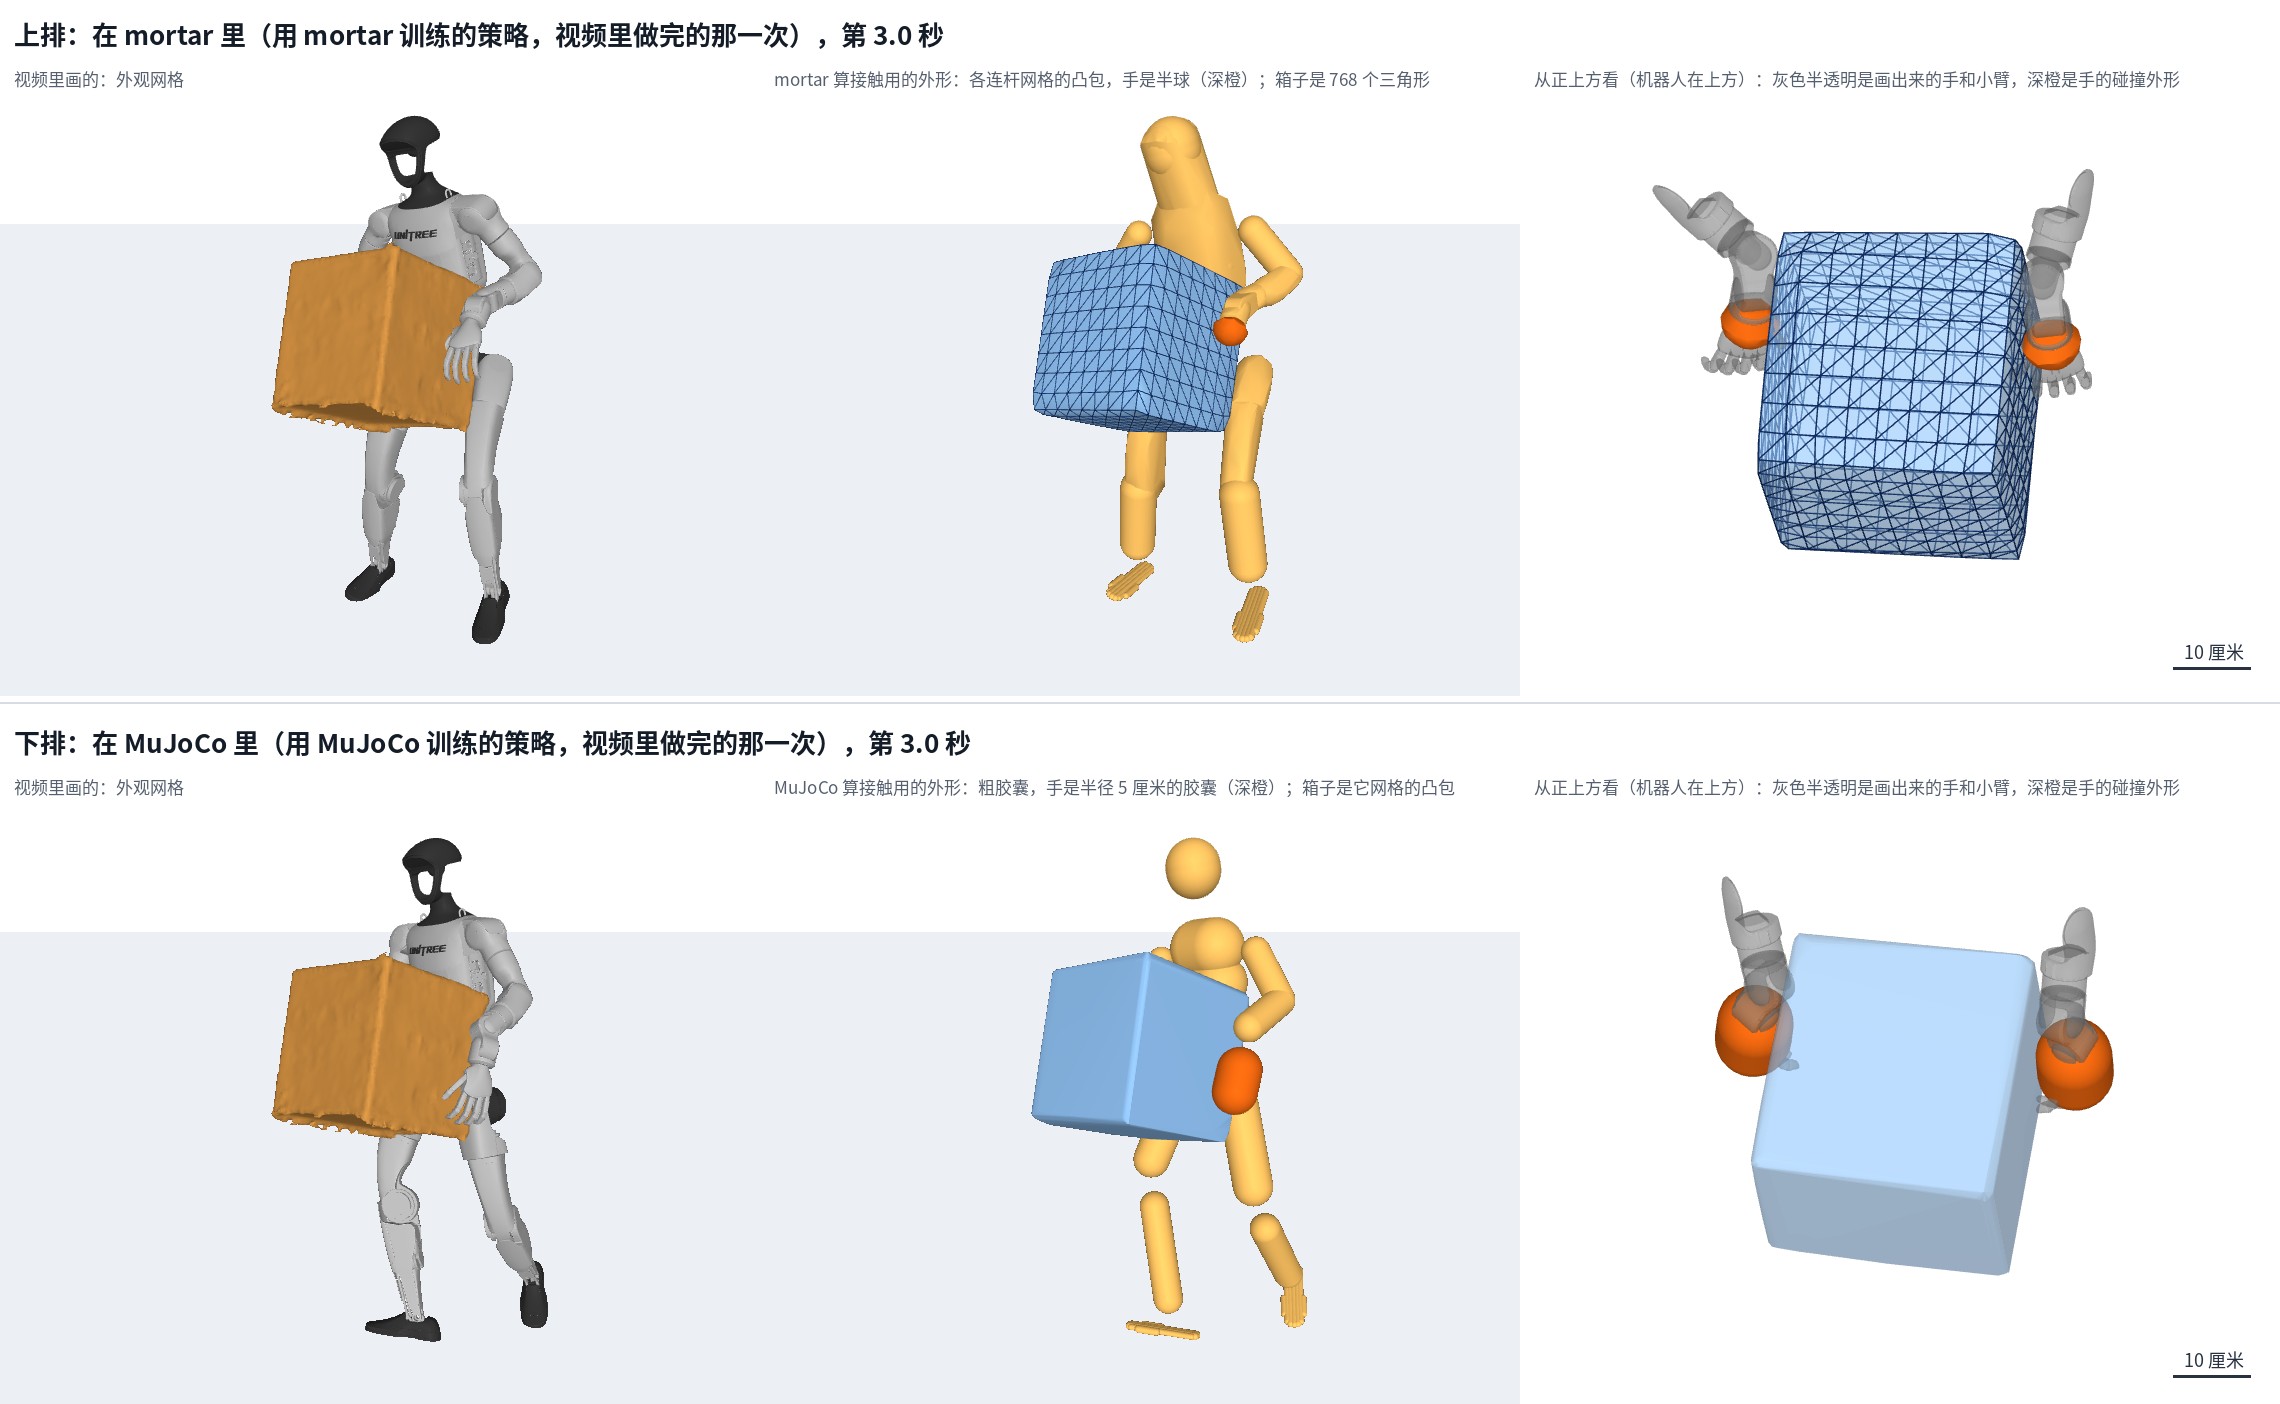 上排：在 mortar 里（用 mortar 训练的策略，视频里做完的那一次），第 3.0 秒
视频里画的：外观网格
mortar 算接触用的外形：各连杆网格的凸包，手是半球（深橙）；箱子是 768 个三角形
从正上方看（机器人在上方）：灰色半透明是画出来的手和小臂，深橙是手的碰撞外形
UNITREE
10 厘米
下排：在 MuJoCo 里（用 MuJoCo 训练的策略，视频里做完的那一次），第 3.0 秒
视频里画的：外观网格
MuJoCo 算接触用的外形：粗胶囊，手是半径 5 厘米的胶囊（深橙）；箱子是它网格的凸包
从正上方看（机器人在上方）：灰色半透明是画出来的手和小臂，深橙是手的碰撞外形
UNITREE
10 厘米